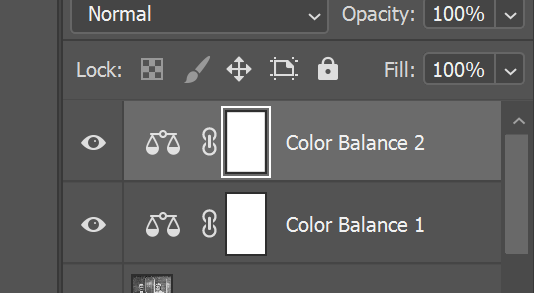 Normal Opacity: 100%
Lock: Fill: 100%
Color Balance 2
Color Balance 1